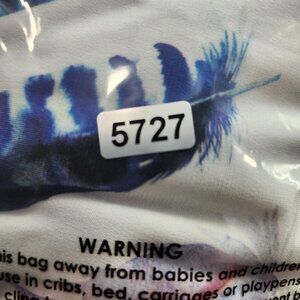 5727
WARNING
his bag away from babies and children
use in cribs, bed, carriages or playpens